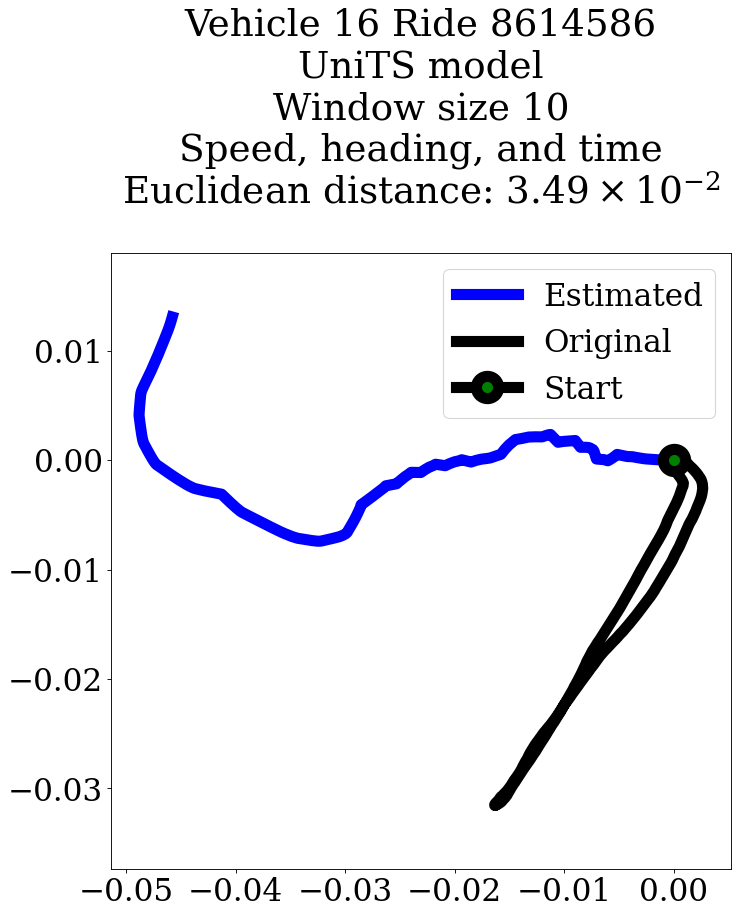 Vehicle 16 Ride 8614586
UniTS model
Window size 10
Speed, heading, and time
Euclidean distance: 3.49 × 10⁻²
Estimated
Original
Start
0.01
0.00
−0.01
−0.02
−0.03
−0.05 −0.04 −0.03 −0.02 −0.01 0.00